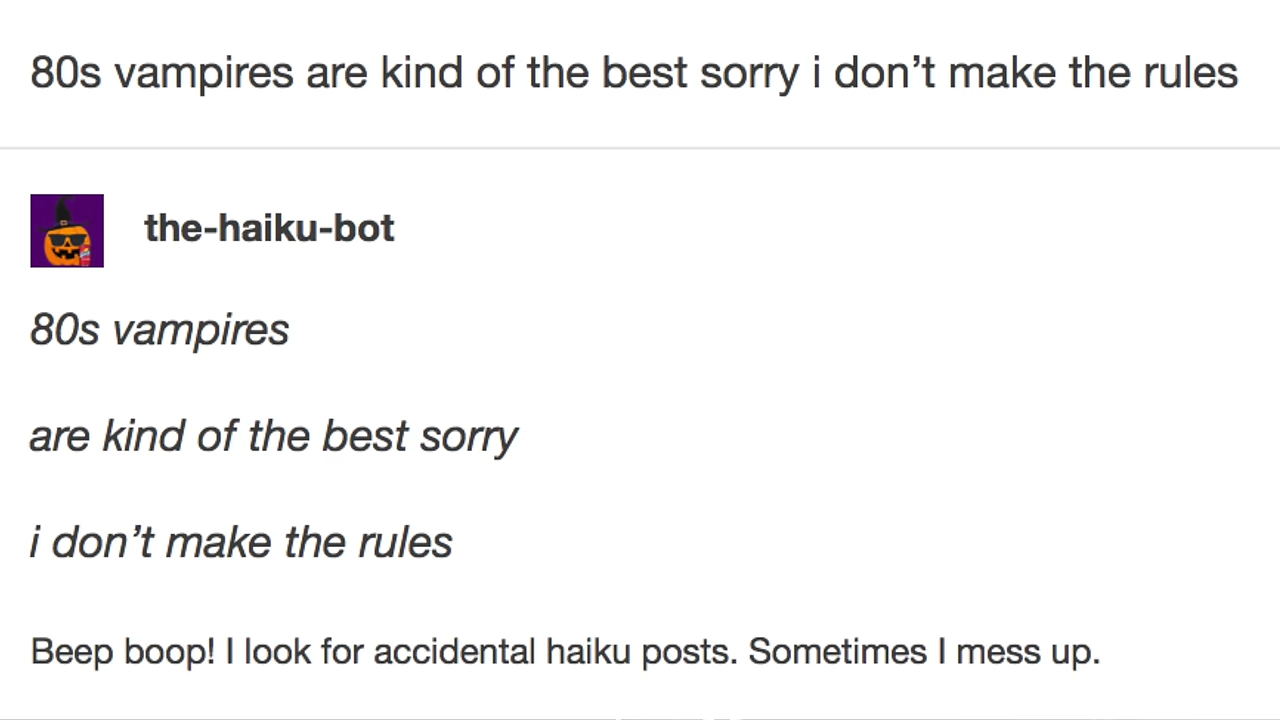 80s vampires are kind of the best sorry i don’t make the rules
the-haiku-bot
80s vampires
are kind of the best sorry
i don’t make the rules
Beep boop! I look for accidental haiku posts. Sometimes I mess up.